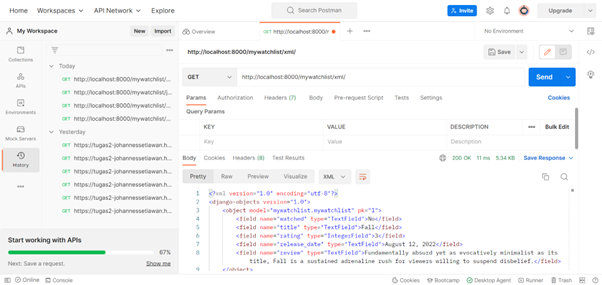 Home Workspaces API Network Explore Search Postman Invite Upgrade
My Workspace New Import Overview GET http://localhost:8000/r No Environment
http://localhost:8000/mywatchlist/xml/ Save
Collections
APIs
Environments
Mock Servers
History
Today
GET http://localhost:8000/mywatchlist/...
GET http://localhost:8000/mywatchlist/j...
GET http://localhost:8000/mywatchlist/...
GET http://localhost:8000/mywatchlist/...
Yesterday
GET https://tugas2-johannessetiawan.h...
GET https://tugas2-johannessetiawan.h...
GET https://tugas2-johannessetiawan.h...
GET https://tugas2-johannessetiawan.h...
GET https://tugas2-johannessetiawan.h...
GET https://tugas2-johannessetiawan.h...
Start working with APIs
67%
Next: Save a request. Show me
GET http://localhost:8000/mywatchlist/xml/ Send
Params Authorization Headers (7) Body Pre-request Script Tests Settings Cookies
Query Params
KEY VALUE DESCRIPTION Bulk Edit
Key Value Description
Body Cookies Headers (8) Test Results 200 OK 11 ms 5.34 KB Save Response
Pretty Raw Preview Visualize XML
1 <?xml version="1.0" encoding="utf-8"?>
2 <django-objects version="1.0">
3 <object model="mywatchlist.mywatchlist" pk="1">
4 <field name="watched" type="TextField">No</field>
5 <field name="title" type="TextField">Fall</field>
6 <field name="rating" type="IntegerField">3</field>
7 <field name="release_date" type="TextField">August 12, 2022</field>
8 <field name="review" type="TextField">Fundamentally absurd yet as evocatively minimalist as its
title, Fall is a sustained adrenaline rush for viewers willing to suspend disbelief.</field>
</object>
Online Console Cookies Bootcamp Desktop Agent Runner Trash